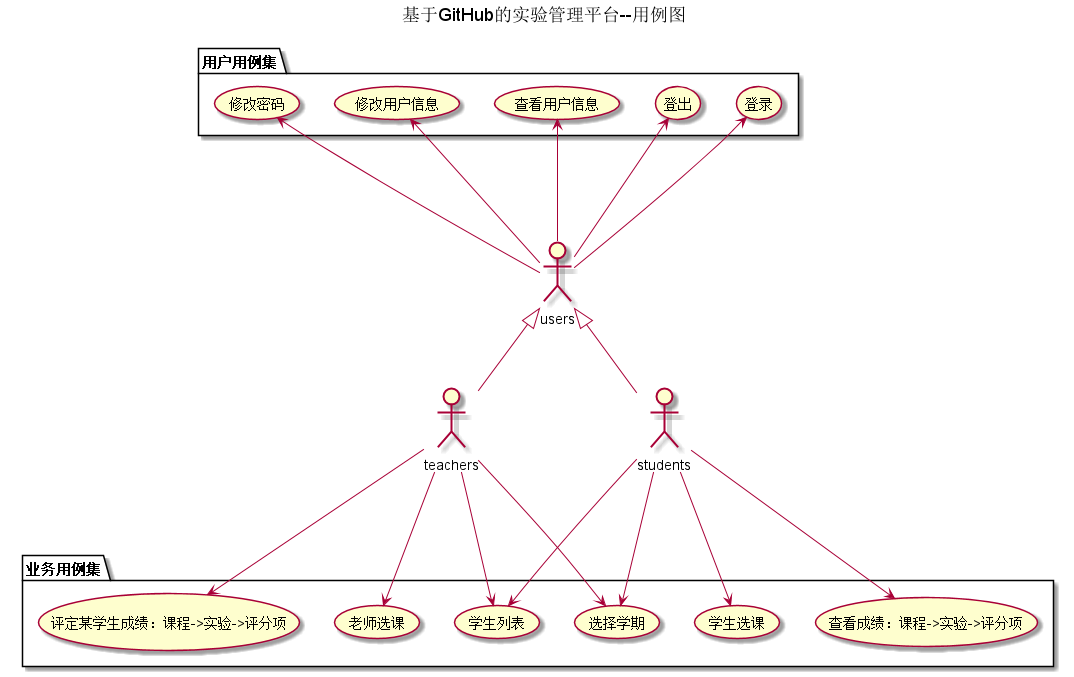 基于GitHub的实验管理平台--用例图
用户用例集
修改密码
修改用户信息
查看用户信息
登出
登录
users
teachers
students
业务用例集
评定某学生成绩：课程->实验->评分项
老师选课
学生列表
选择学期
学生选课
查看成绩：课程->实验->评分项